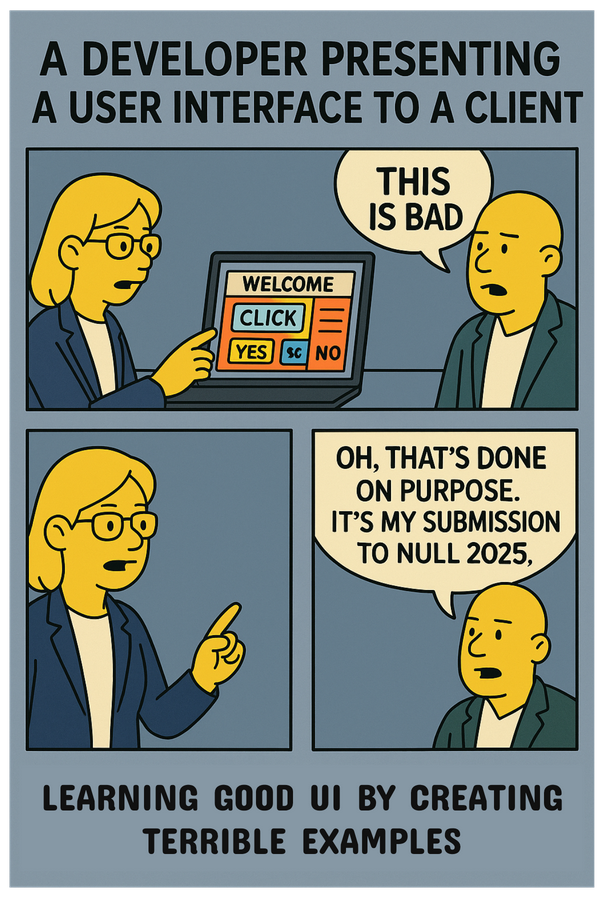 A DEVELOPER PRESENTING
A USER INTERFACE TO A CLIENT
THIS
IS BAD
WELCOME
CLICK
YES
SC
NO
OH, THAT'S DONE
ON PURPOSE.
IT'S MY SUBMISSION
TO NULL 2025,
LEARNING GOOD UI BY CREATING
TERRIBLE EXAMPLES